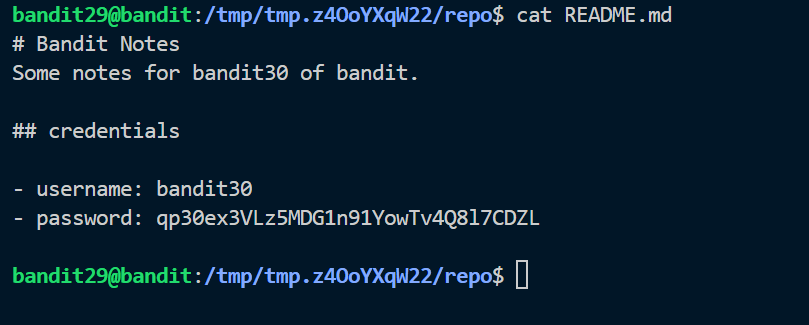 bandit29@bandit:/tmp/tmp.z4OoYXqW22/repo$ cat README.md
# Bandit Notes
Some notes for bandit30 of bandit.
## credentials
- username: bandit30
- password: qp30ex3VLz5MDG1n91YowTv4Q8l7CDZL
bandit29@bandit:/tmp/tmp.z4OoYXqW22/repo$